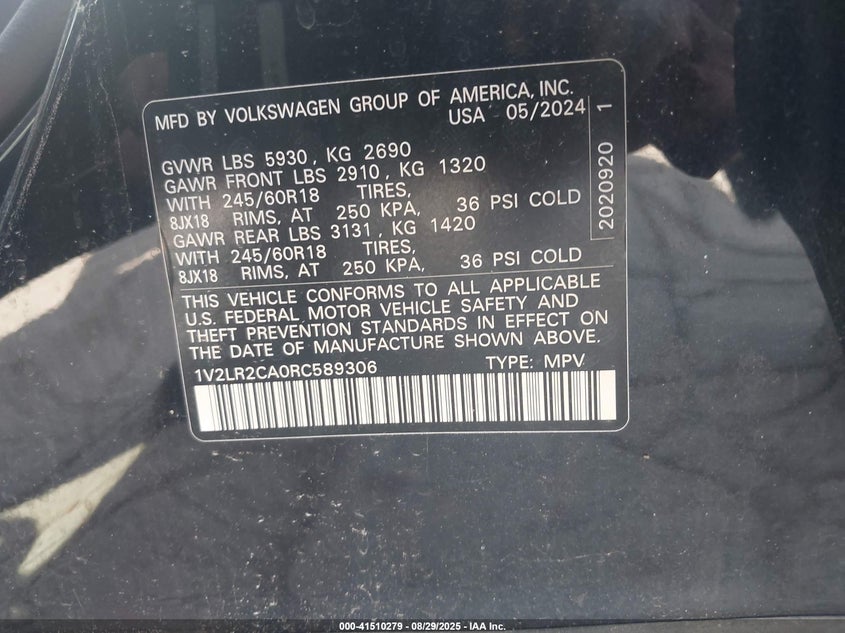 MFD BY VOLKSWAGEN GROUP OF AMERICA, INC.
USA 05/2024
GVWR LBS 5930, KG 2690
GAWR FRONT LBS 2910, KG 1320
WITH 245/60R18 TIRES,
8JX18 RIMS, AT 250 KPA, 36 PSI COLD
GAWR REAR LBS 3131, KG 1420
WITH 245/60R18 TIRES,
8JX18 RIMS, AT 250 KPA, 36 PSI COLD
2020920 1
THIS VEHICLE CONFORMS TO ALL APPLICABLE
U.S. FEDERAL MOTOR VEHICLE SAFETY AND
THEFT PREVENTION STANDARDS IN EFFECT ON
THE DATE OF MANUFACTURE SHOWN ABOVE.
1V2LR2CA0RC589306 TYPE: MPV
000-41510279 - 08/29/2025 - IAA Inc.